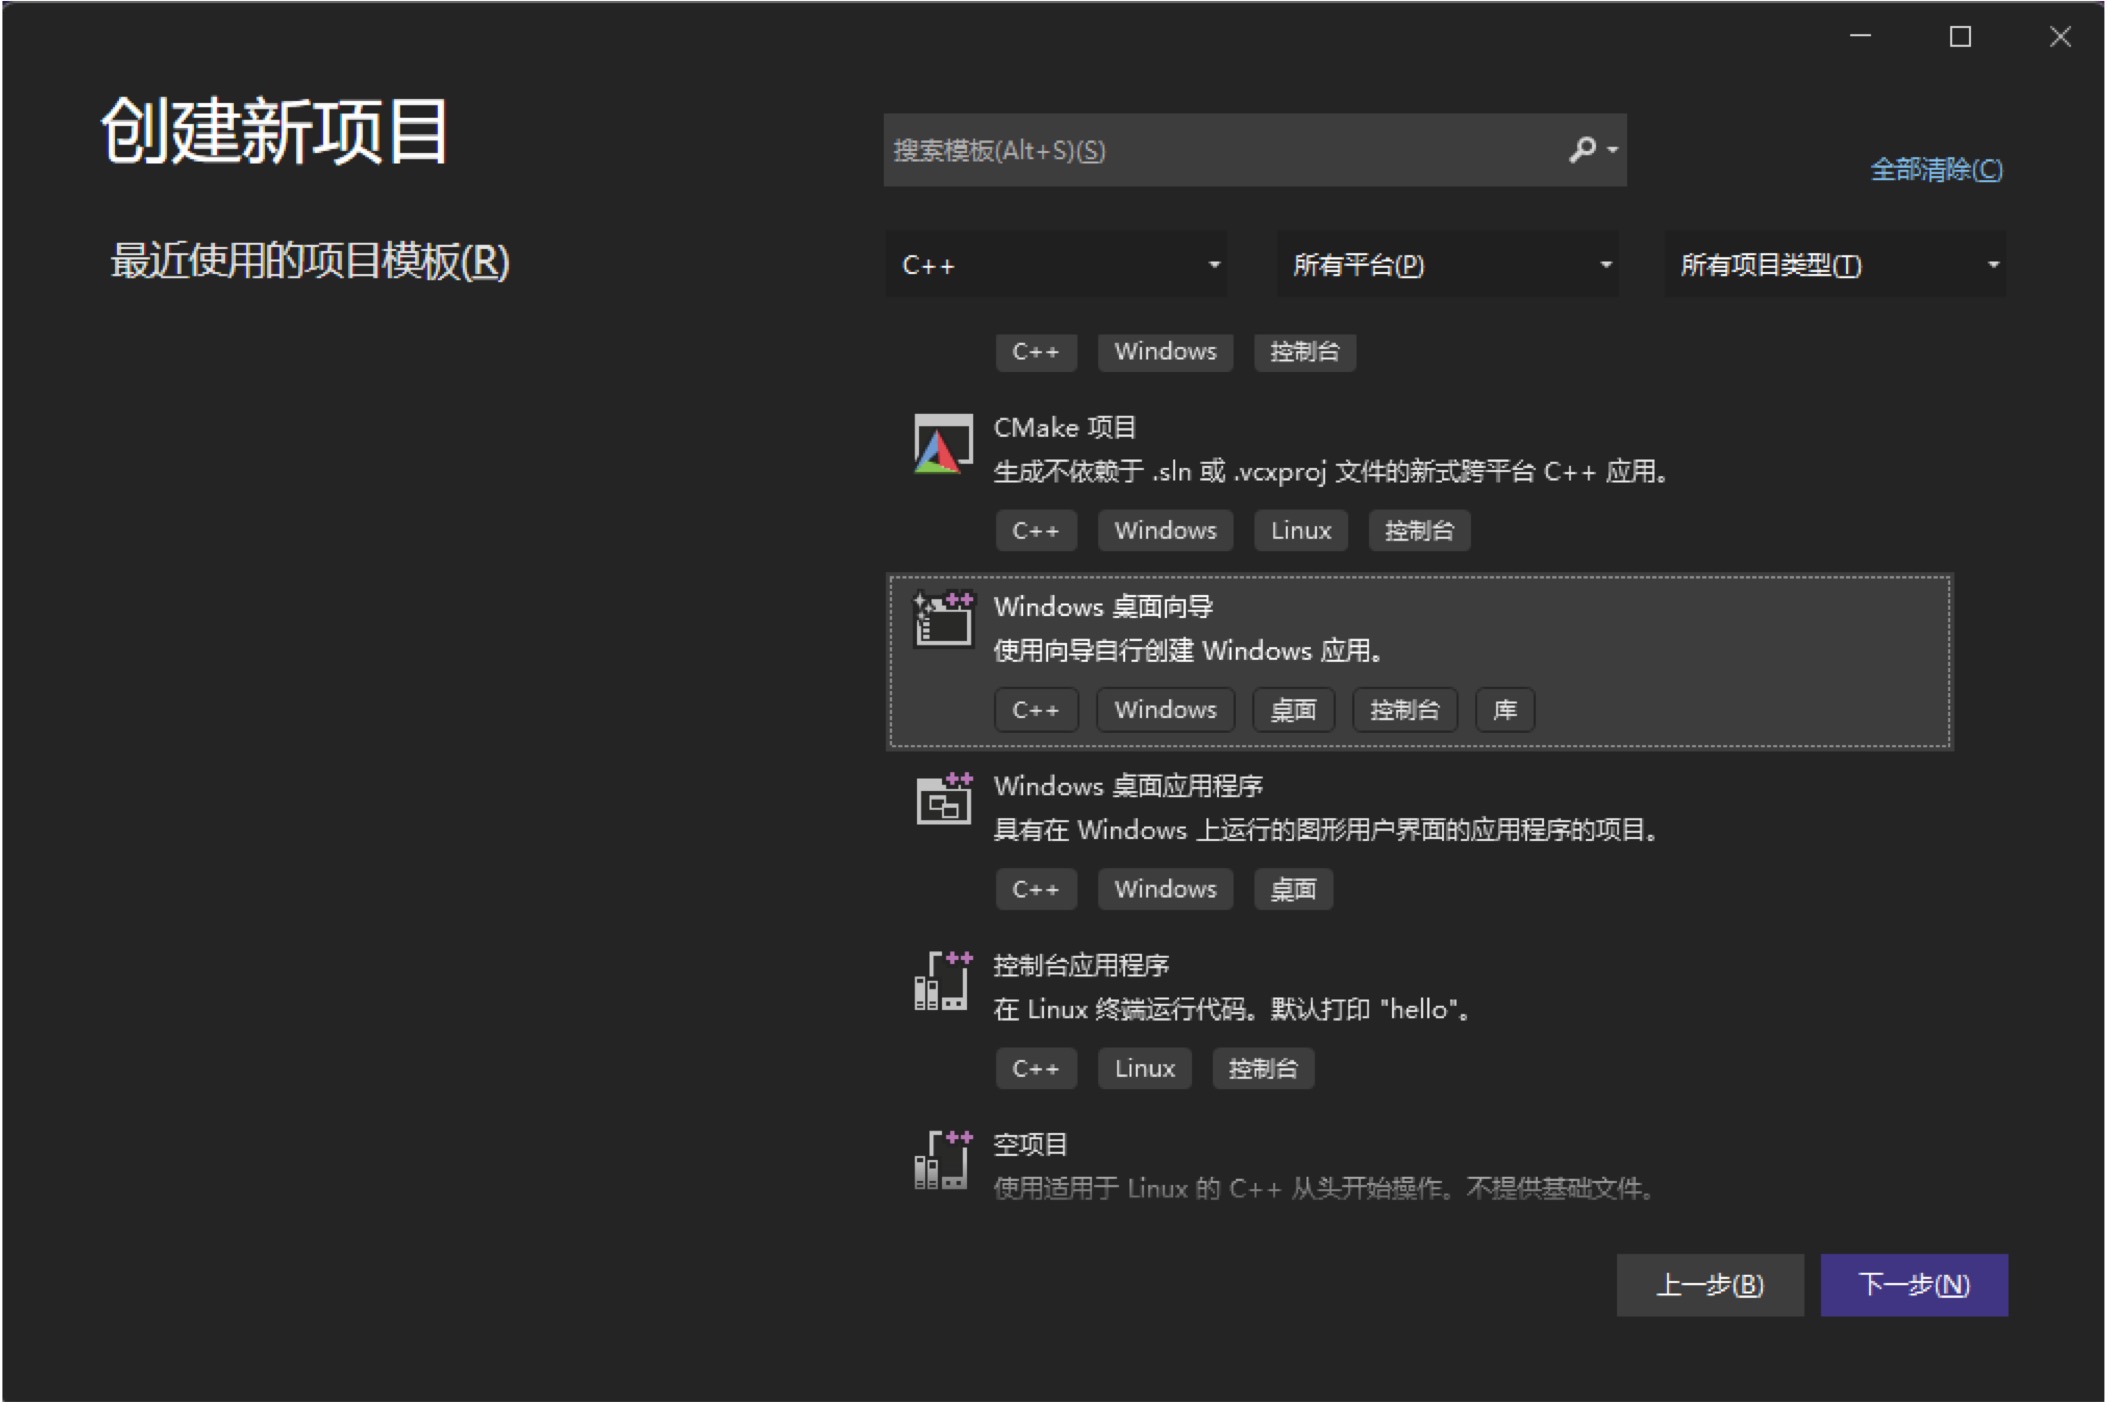 创建新项目
搜索模板(Alt+S)(S)
全部清除(C)
最近使用的项目模板(R)
C++ 所有平台(P) 所有项目类型(T)
C++ Windows 控制台
CMake 项目
生成不依赖于 .sln 或 .vcxproj 文件的新式跨平台 C++ 应用。
C++ Windows Linux 控制台
Windows 桌面向导
使用向导自行创建 Windows 应用。
C++ Windows 桌面 控制台 库
Windows 桌面应用程序
具有在 Windows 上运行的图形用户界面的应用程序的项目。
C++ Windows 桌面
控制台应用程序
在 Linux 终端运行代码。默认打印 "hello"。
C++ Linux 控制台
空项目
使用适用于 Linux 的 C++ 从头开始操作。不提供基础文件。
上一步(B) 下一步(N)